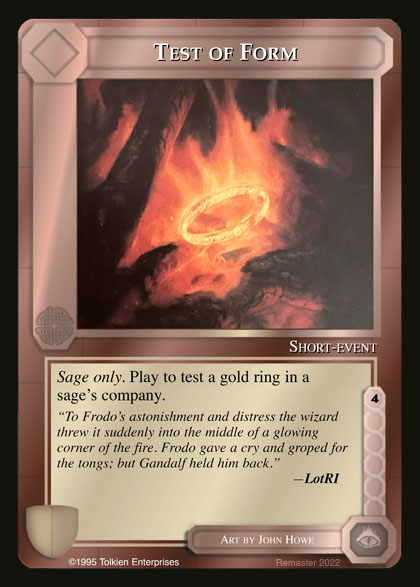 TEST OF FORM
SHORT-EVENT
Sage only. Play to test a gold ring in a
sage's company.
"To Frodo's astonishment and distress the wizard
threw it suddenly into the middle of a glowing
corner of the fire. Frodo gave a cry and groped for
the tongs; but Gandalf held him back."
—LotRI
4
ART BY JOHN HOWE
©1995 Tolkien Enterprises
Remaster 2022